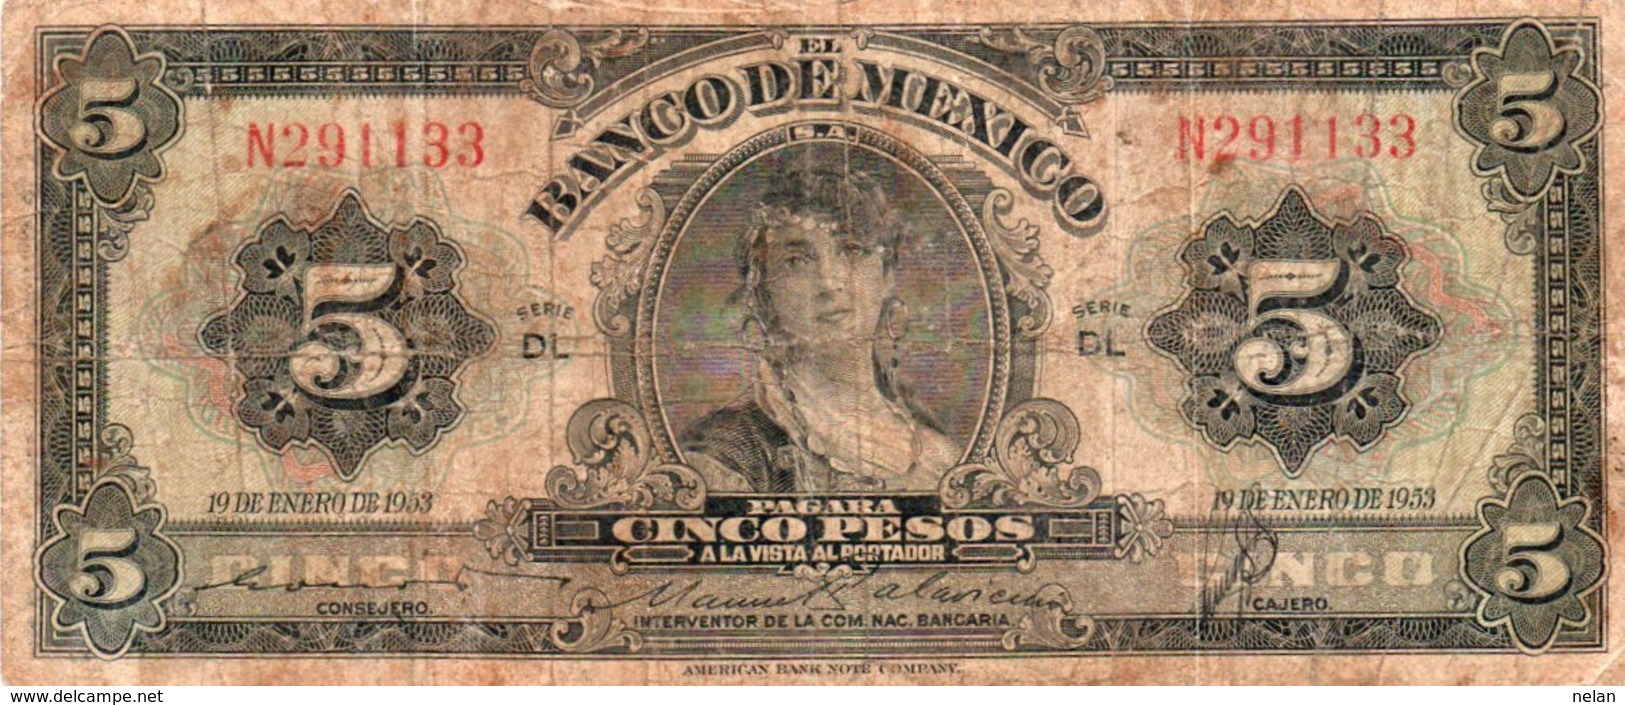 EL
BANCO DE MEXICO
S.A.
5 5
N291133 N291133
5 5
SERIE DL SERIE DL
19 DE ENERO DE 1953 19 DE ENERO DE 1953
PAGARA
CINCO PESOS
A LA VISTA AL PORTADOR
CINCO CINCO
5 5
CONSEJERO. CAJERO.
INTERVENTOR DE LA COM. NAC. BANCARIA.
AMERICAN BANK NOTE COMPANY.
www.delcampe.net nelan